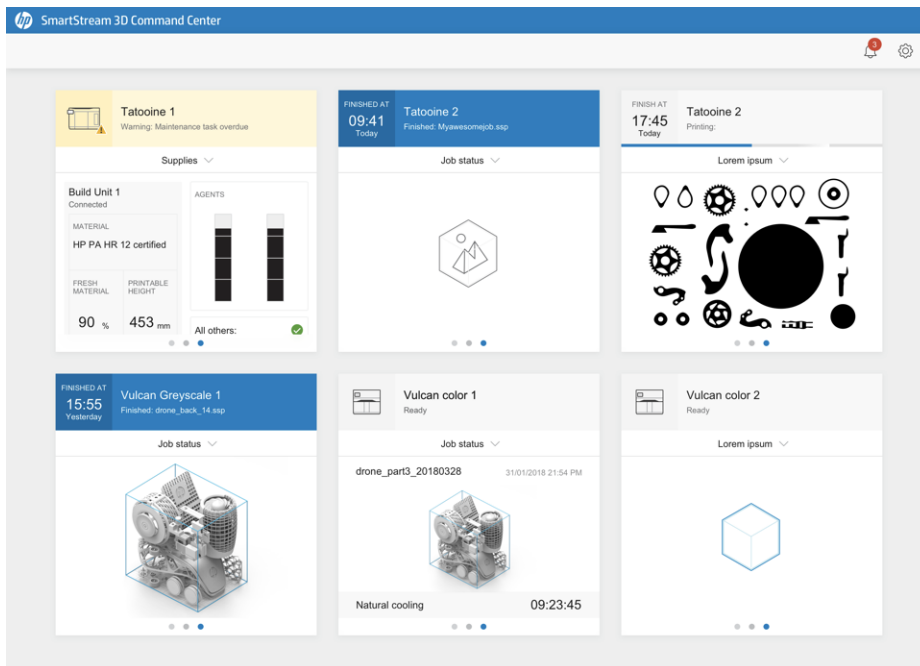 hp SmartStream 3D Command Center
3
Tatooine 1
Warning: Maintenance task overdue
Supplies
Build Unit 1
Connected
MATERIAL
HP PA HR 12 certified
FRESH
MATERIAL
PRINTABLE
HEIGHT
90 %
453 mm
AGENTS
All others:
FINISHED AT
09:41
Today
Tatooine 2
Finished: Myawesomejob.ssp
Job status
FINISH AT
17:45
Today
Tatooine 2
Printing:
Lorem ipsum
FINISHED AT
15:55
Yesterday
Vulcan Greyscale 1
Finished: drone_back_14.ssp
Job status
Vulcan color 1
Ready
Job status
drone_part3_20180328
31/01/2018 21:54 PM
Natural cooling
09:23:45
Vulcan color 2
Ready
Lorem ipsum